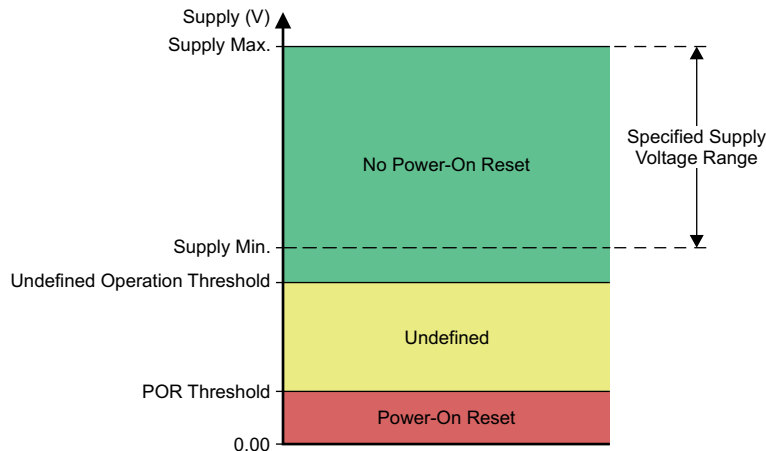 Supply (V)
Supply Max.
Specified Supply
Voltage Range
No Power-On Reset
Supply Min.
Undefined Operation Threshold
Undefined
POR Threshold
Power-On Reset
0.00